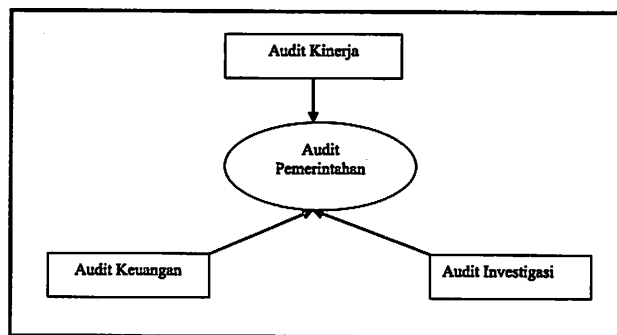 Audit Kinerja
Audit
Pemerintahan
Audit Keuangan
Audit Investigasi